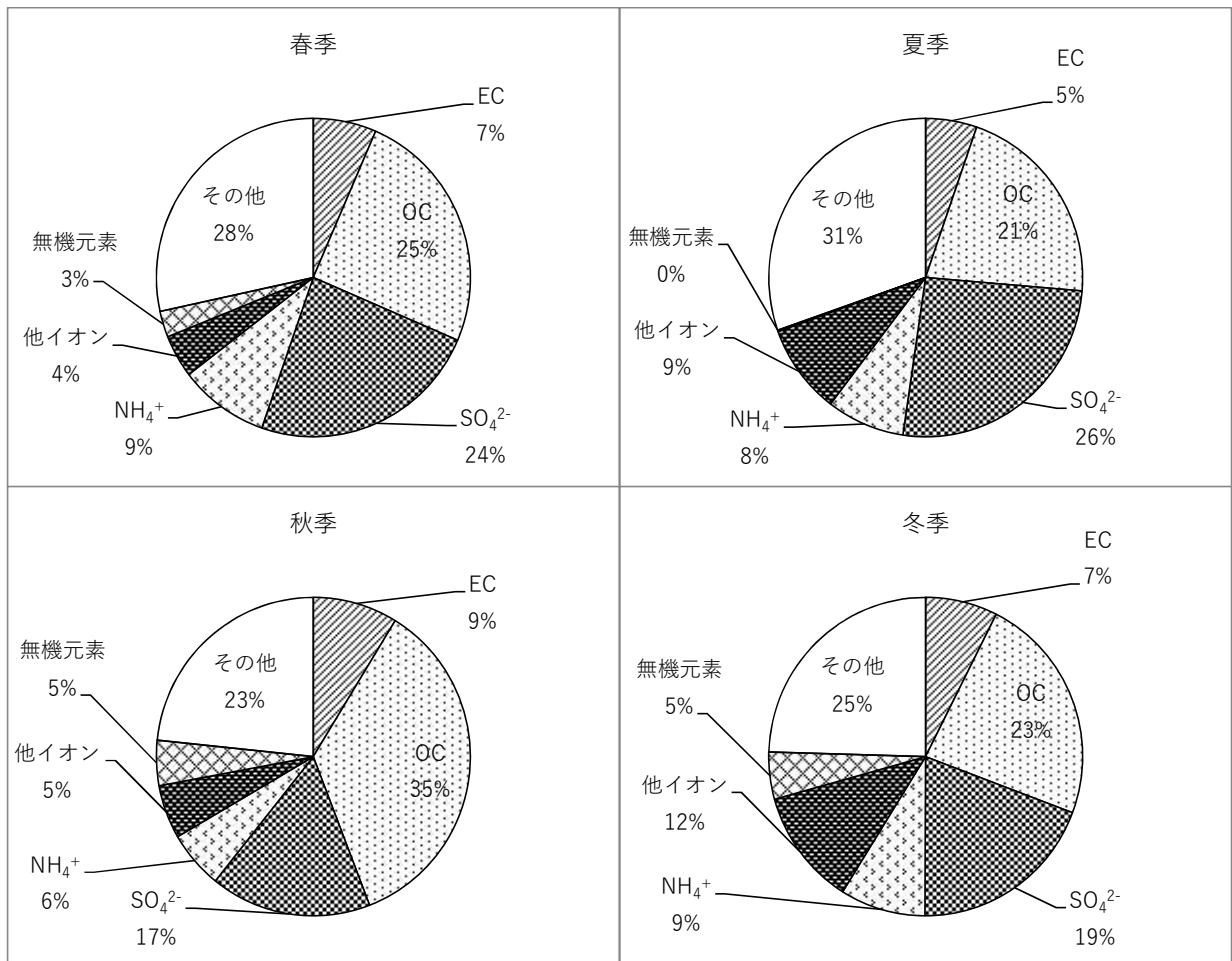 春季
EC
7%
OC
25%
SO₄²⁻
24%
NH₄⁺
9%
他イオン
4%
無機元素
3%
その他
28%
夏季
EC
5%
OC
21%
SO₄²⁻
26%
NH₄⁺
8%
他イオン
9%
無機元素
0%
その他
31%
秋季
EC
9%
OC
35%
SO₄²⁻
17%
NH₄⁺
6%
他イオン
5%
無機元素
5%
その他
23%
冬季
EC
7%
OC
23%
SO₄²⁻
19%
NH₄⁺
9%
他イオン
12%
無機元素
5%
その他
25%